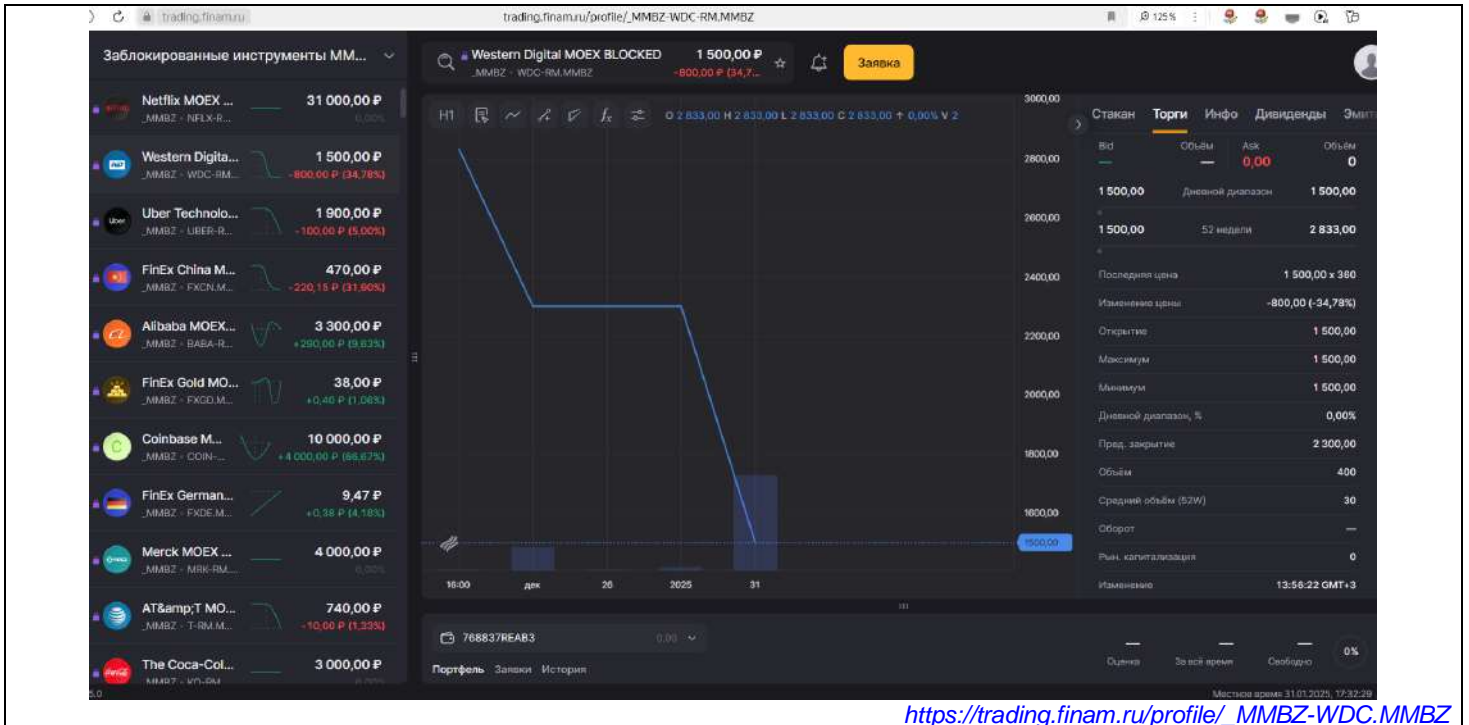 trading.finam.ru
trading.finam.ru/profile/_MMBZ-WDC-RM.MMBZ
125 %
Заблокированные инструменты MM...
Western Digital MOEX BLOCKED 1 500,00 ₽
_MMBZ · WDC-RM.MMBZ -800,00 ₽ (34,7...
Заявка
Netflix MOEX ... 31 000,00 ₽
_MMBZ · NFLX-R... 0,00%
Western Digita... 1 500,00 ₽
_MMBZ · WDC-RM... -800,00 ₽ (34,78%)
Uber Technolo... 1 900,00 ₽
_MMBZ · UBER-R... -100,00 ₽ (5,00%)
FinEx China M... 470,00 ₽
_MMBZ · FXCN.M... -220,15 ₽ (31,90%)
Alibaba MOEX... 3 300,00 ₽
_MMBZ · BABA-R... +290,00 ₽ (9,63%)
FinEx Gold MO... 38,00 ₽
_MMBZ · FXGD.M... +0,40 ₽ (1,06%)
Coinbase M... 10 000,00 ₽
_MMBZ · COIN-... +4 000,00 ₽ (66,67%)
FinEx German... 9,47 ₽
_MMBZ · FXDE.M... +0,38 ₽ (4,18%)
Merck MOEX ... 4 000,00 ₽
_MMBZ · MRK-RM.... 0,00%
AT&amp;T MO... 740,00 ₽
_MMBZ · T-RM.M... -10,00 ₽ (1,33%)
The Coca-Col... 3 000,00 ₽
_MMBZ · KO-RM
5.0
H1 O 2 833,00 H 2 833,00 L 2 833,00 C 2 833,00 + 0,00% V 2
3000,00
2800,00
2600,00
2400,00
2200,00
2000,00
1800,00
1600,00
1500,00
16:00 дек 26 2025 31
Стакан Торги Инфо Дивиденды Эмит
Bid Объём Ask Объём
— — 0,00 0
1 500,00 Дневной диапазон 1 500,00
1 500,00 52 недели 2 833,00
Последняя цена 1 500,00 x 360
Изменение цены -800,00 (-34,78%)
Открытие 1 500,00
Максимум 1 500,00
Минимум 1 500,00
Дневной диапазон, % 0,00%
Пред. закрытие 2 300,00
Объём 400
Средний объём (52W) 30
Оборот —
Рын. капитализация 0
Изменение 13:56:22 GMT+3
768837REAB3 0,00
Портфель Заявки История
— — — 0%
Оценка За всё время Свободно
Местное время 31.01.2025, 17:32:29
https://trading.finam.ru/profile/_MMBZ-WDC.MMBZ